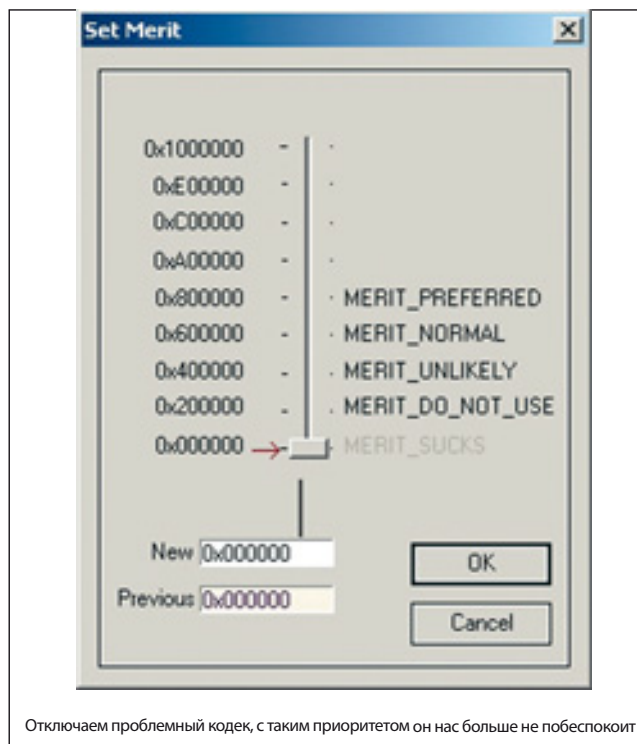 Set Merit
0x1000000
0xE00000
0xC00000
0xA00000
0x800000 MERIT_PREFERRED
0x600000 MERIT_NORMAL
0x400000 MERIT_UNLIKELY
0x200000 MERIT_DO_NOT_USE
0x000000 MERIT_SUCKS
New 0x000000
OK
Previous 0x000000
Cancel
Отключаем проблемный кодек, с таким приоритетом он нас больше не побеспокоит